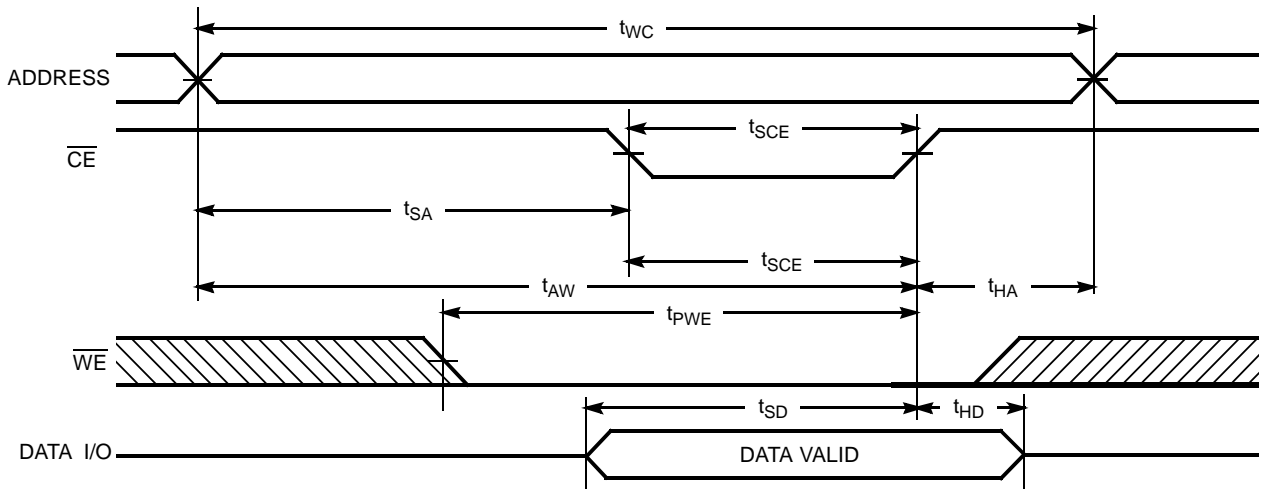 tWC
ADDRESS
tSCE
CE
tSA
tSCE
tAW
tHA
tPWE
WE
tSD
tHD
DATA I/O
DATA VALID